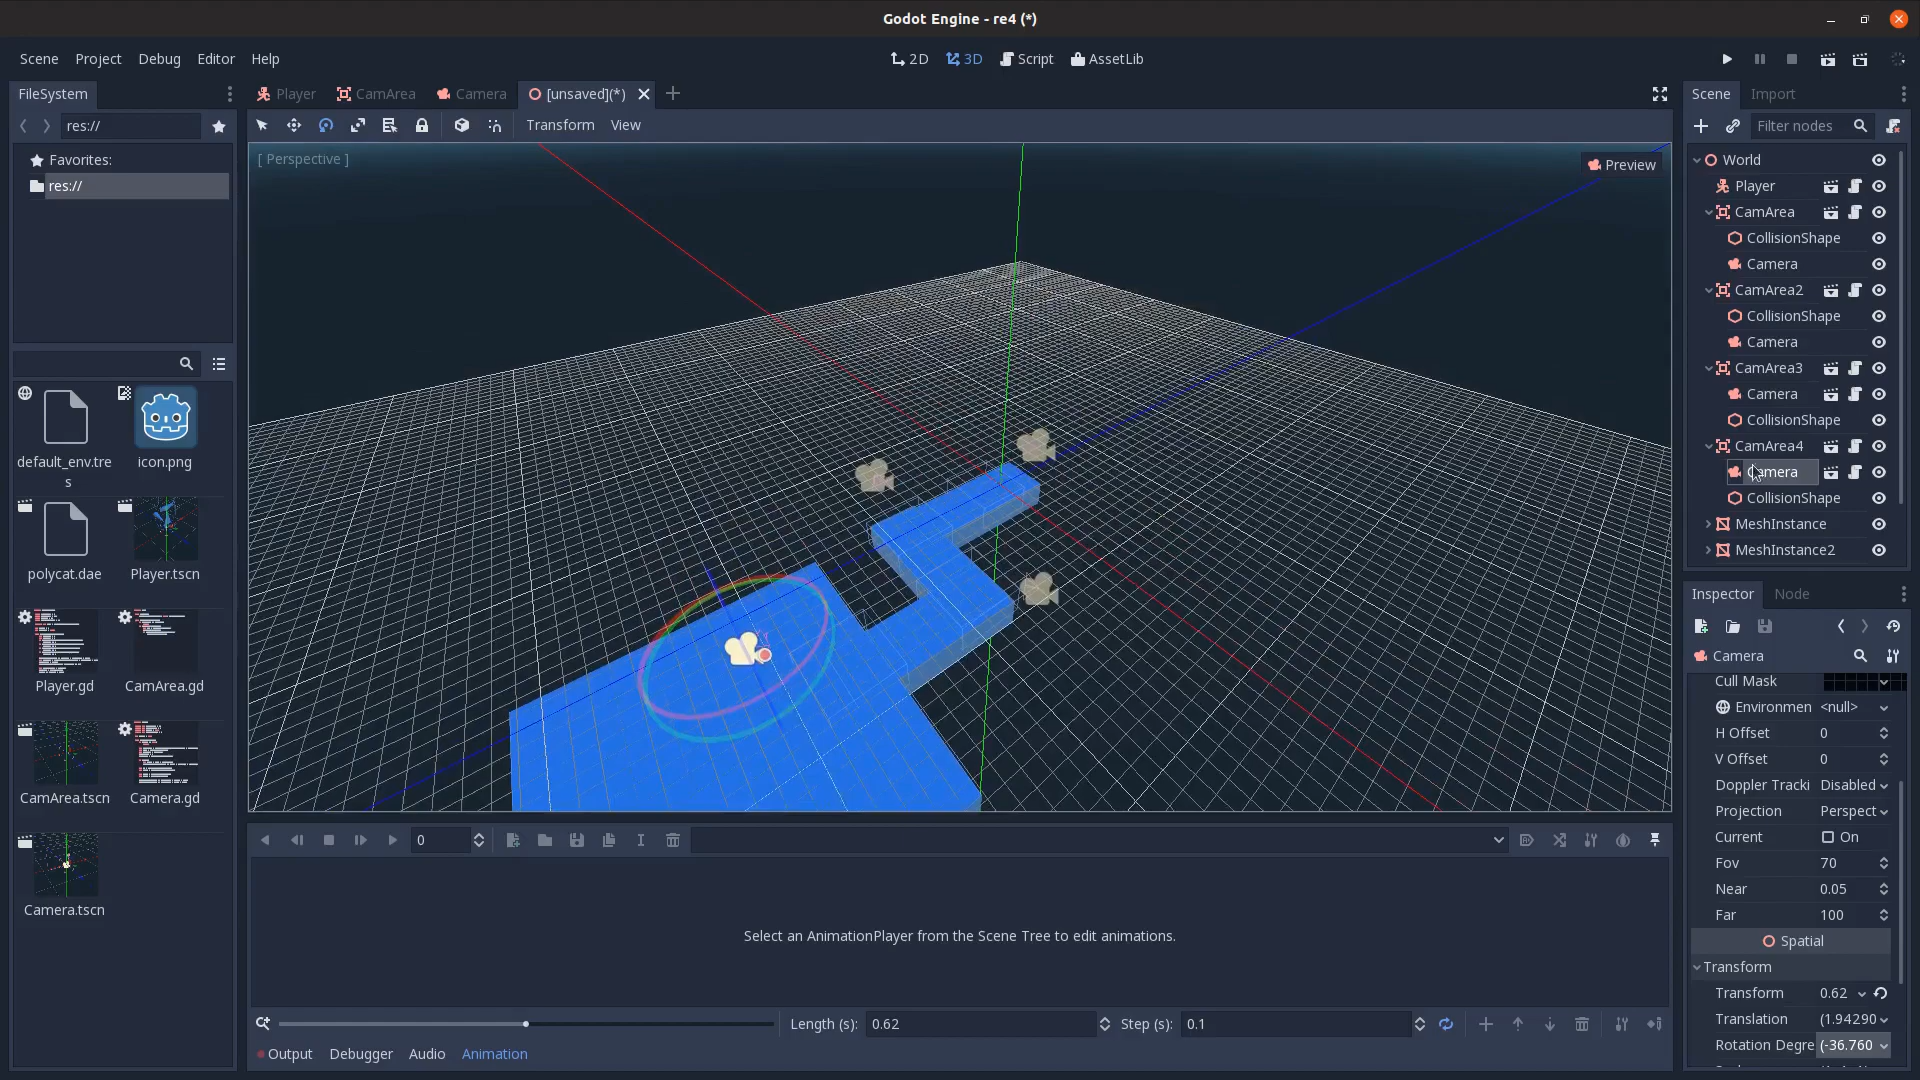 Godot Engine - re4 (*)
Scene Project Debug Editor Help
2D 3D Script AssetLib
FileSystem
Player CamArea Camera [unsaved](*)
Scene Import
res://
Transform View
Filter nodes
[ Perspective ]
Preview
Favorites:
res://
World
Player
CamArea
CollisionShape
Camera
CamArea2
CollisionShape
Camera
CamArea3
Camera
CollisionShape
CamArea4
Camera
CollisionShape
MeshInstance
MeshInstance2
default_env.tre
s
icon.png
polycat.dae
Player.tscn
Player.gd
CamArea.gd
CamArea.tscn
Camera.gd
Camera.tscn
Inspector Node
Camera
Cull Mask
Environmen <null>
H Offset 0
V Offset 0
Doppler Tracki Disabled
Projection Perspect
Current On
Fov 70
Near 0.05
Far 100
Spatial
Transform
Transform 0.62
Translation (1.94290
Rotation Degre (-36.760
0
Select an AnimationPlayer from the Scene Tree to edit animations.
Length (s): 0.62 Step (s): 0.1
Output Debugger Audio Animation